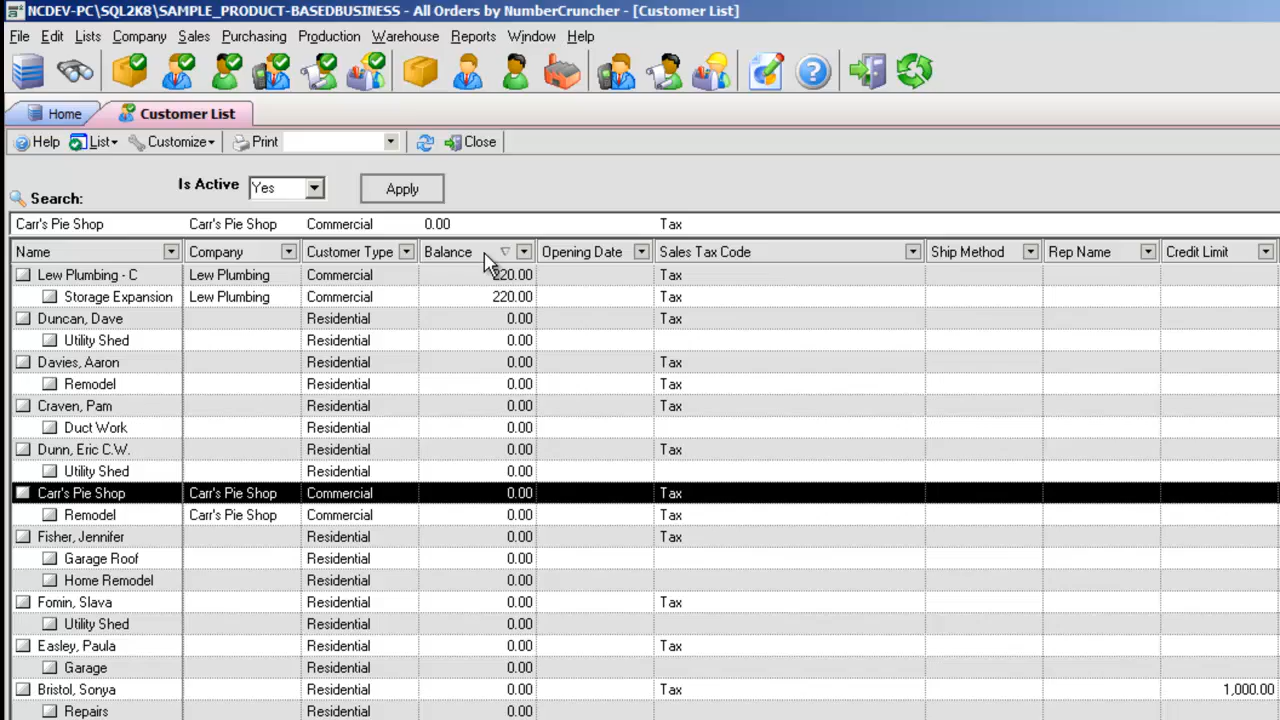 NCDEV-PC\SQL2K8\SAMPLE_PRODUCT-BASEDBUSINESS - All Orders by NumberCruncher - [Customer List]
File Edit Lists Company Sales Purchasing Production Warehouse Reports Window Help
Home Customer List
Help List Customize Print Close
Is Active Yes Apply
Search:
Carr's Pie Shop Carr's Pie Shop Commercial 0.00 Tax
Name Company Customer Type Balance Opening Date Sales Tax Code Ship Method Rep Name Credit Limit
Lew Plumbing - C Lew Plumbing Commercial 220.00 Tax
Storage Expansion Lew Plumbing Commercial 220.00 Tax
Duncan, Dave Residential 0.00 Tax
Utility Shed Residential 0.00
Davies, Aaron Residential 0.00 Tax
Remodel Residential 0.00
Craven, Pam Residential 0.00 Tax
Duct Work Residential 0.00
Dunn, Eric C.W. Residential 0.00 Tax
Utility Shed Residential 0.00
Carr's Pie Shop Carr's Pie Shop Commercial 0.00 Tax
Remodel Carr's Pie Shop Commercial 0.00 Tax
Fisher, Jennifer Residential 0.00 Tax
Garage Roof Residential 0.00
Home Remodel Residential 0.00
Fomin, Slava Residential 0.00 Tax
Utility Shed Residential 0.00
Easley, Paula Residential 0.00 Tax
Garage Residential 0.00
Bristol, Sonya Residential 0.00 Tax 1,000.00
Repairs Residential 0.00